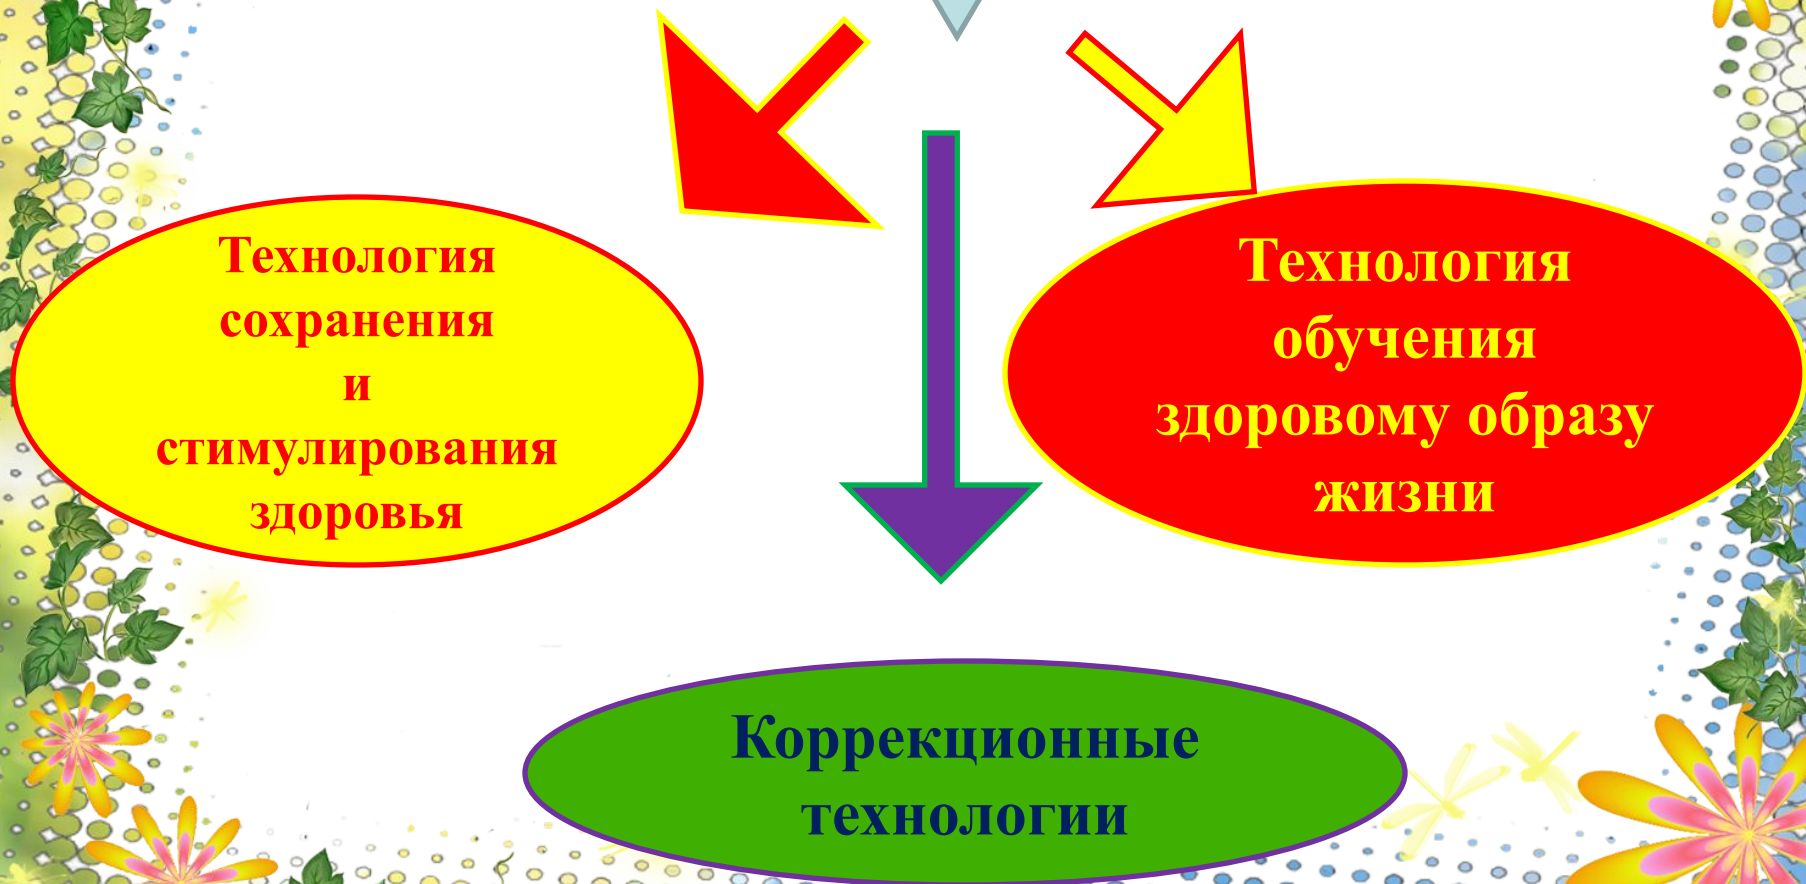 Технология
сохранения
и
стимулирования
здоровья
Технология
обучения
здоровому образу
жизни
Коррекционные
технологии